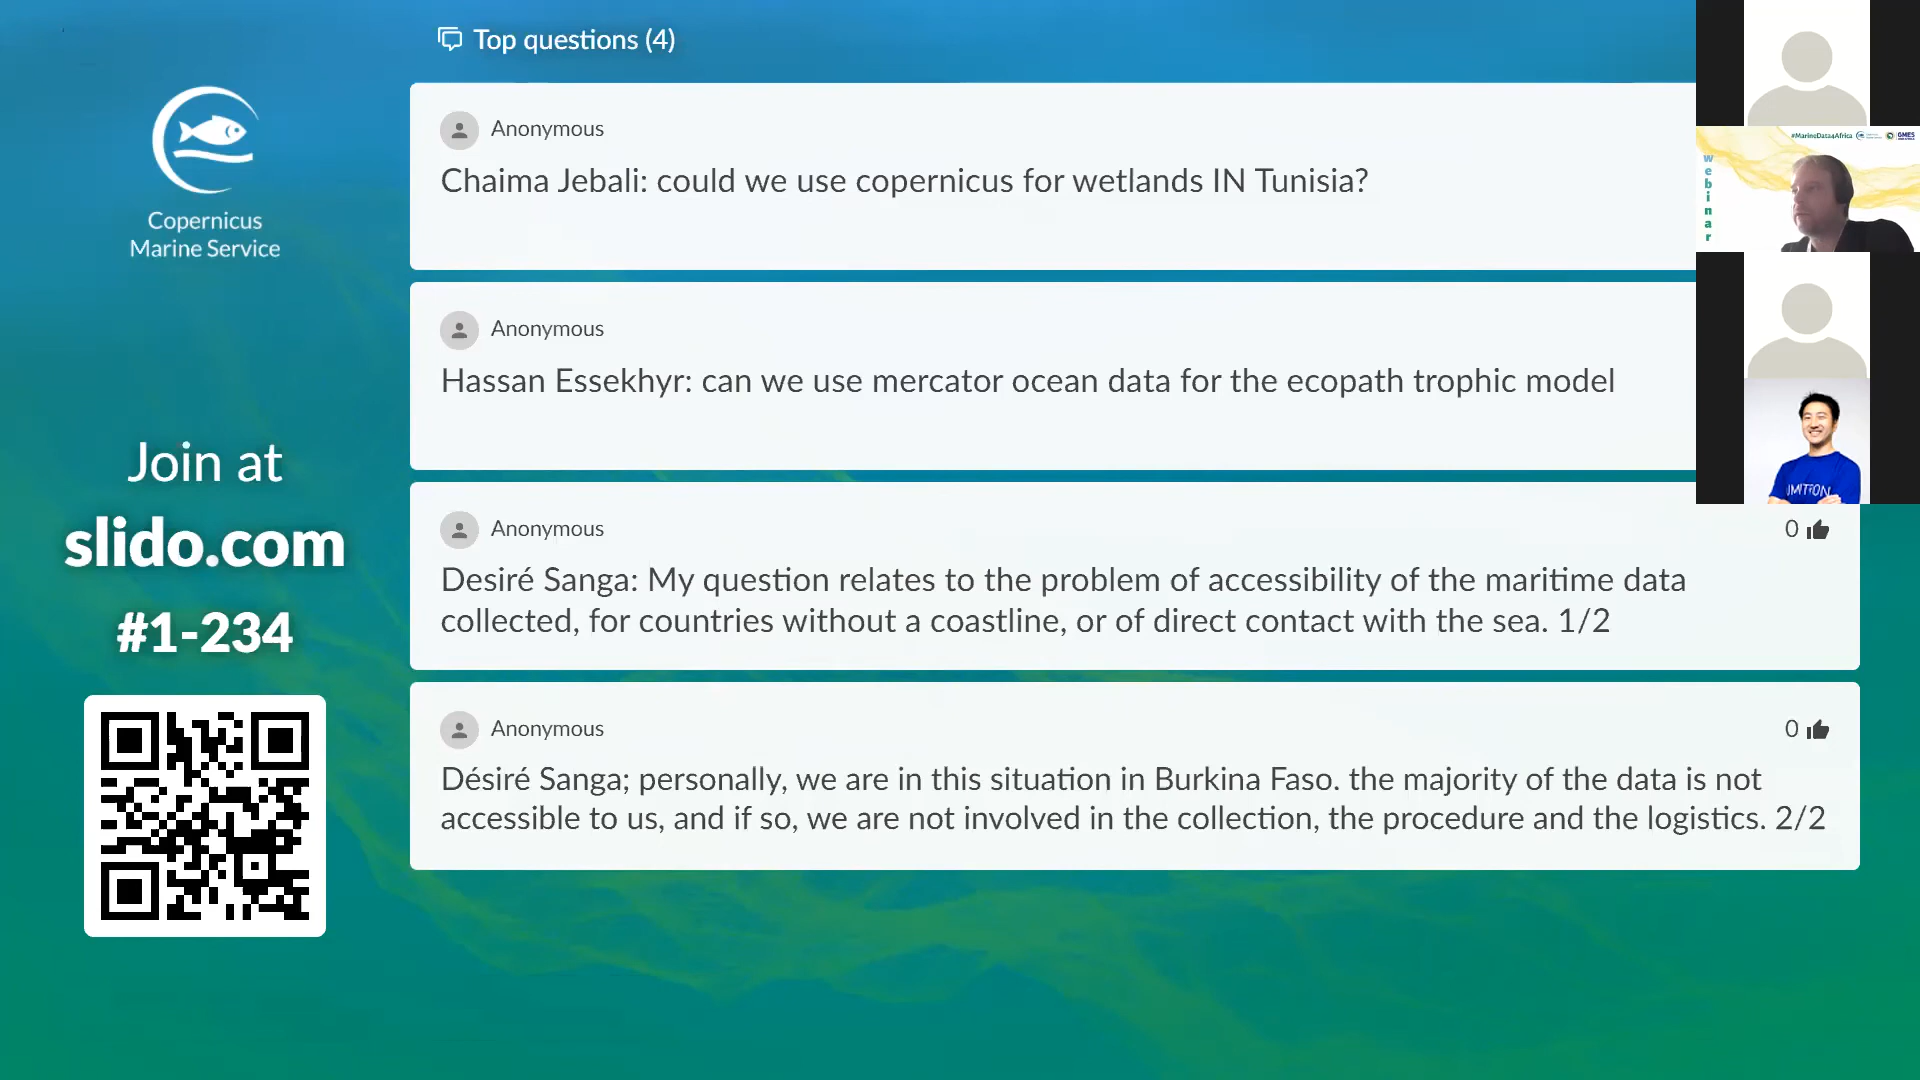 Top questions (4)
Copernicus
Marine Service
Join at
slido.com
#1-234
Anonymous
Chaima Jebali: could we use copernicus for wetlands IN Tunisia?
Anonymous
Hassan Essekhyr: can we use mercator ocean data for the ecopath trophic model
Anonymous
0
Desiré Sanga: My question relates to the problem of accessibility of the maritime data
collected, for countries without a coastline, or of direct contact with the sea. 1/2
Anonymous
0
Désiré Sanga; personally, we are in this situation in Burkina Faso. the majority of the data is not
accessible to us, and if so, we are not involved in the collection, the procedure and the logistics. 2/2
#MarineData4Africa
GMES
webinar
UMITRON